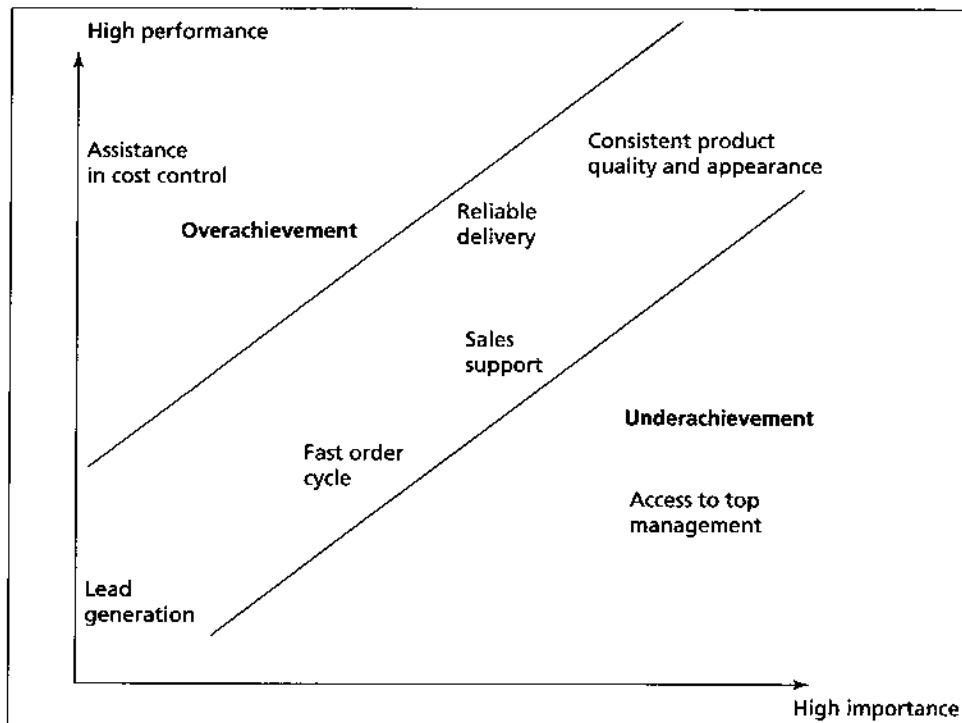 High performance
Assistance
in cost control
Consistent product
quality and appearance
Overachievement
Reliable
delivery
Sales
support
Underachievement
Fast order
cycle
Access to top
management
Lead
generation
High importance